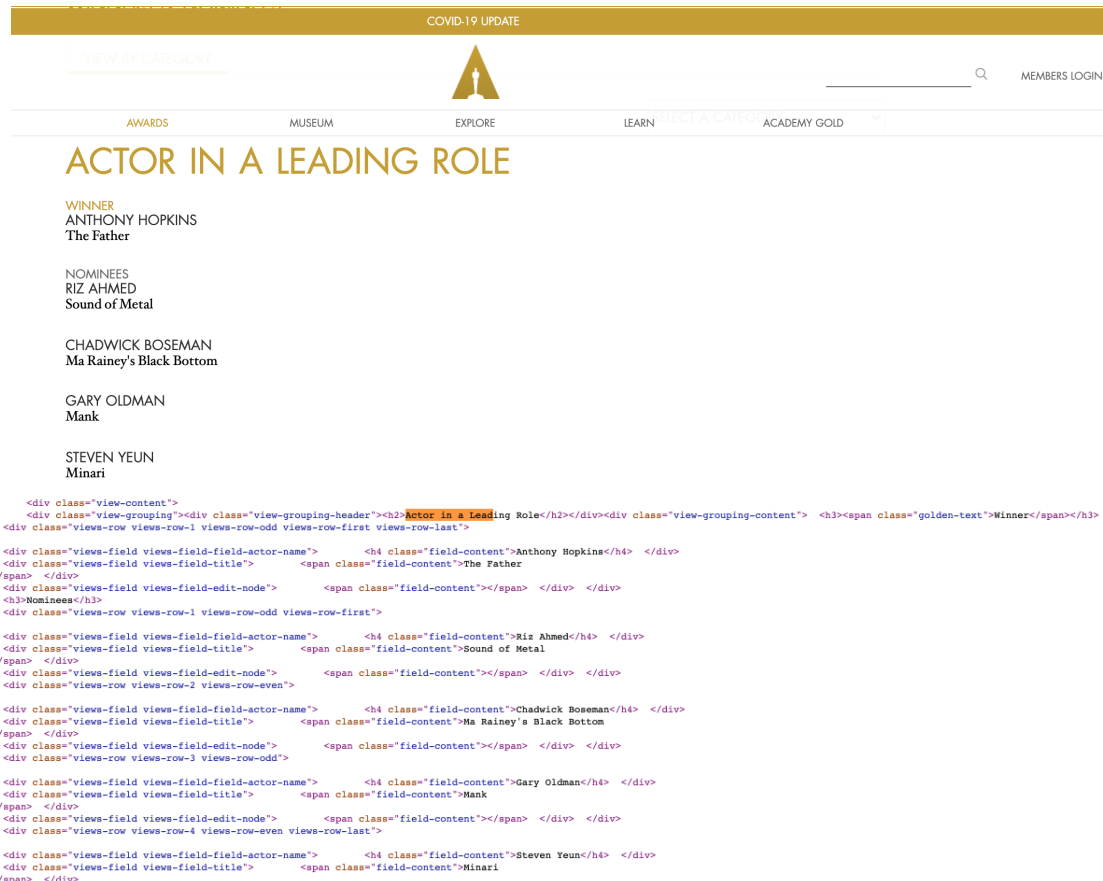 COVID-19 UPDATE
VIEW BY CATEGORY
MEMBERS LOGIN
SELECT A CATEGORY
AWARDS MUSEUM EXPLORE LEARN ACADEMY GOLD
ACTOR IN A LEADING ROLE
WINNER
ANTHONY HOPKINS
The Father
NOMINEES
RIZ AHMED
Sound of Metal
CHADWICK BOSEMAN
Ma Rainey's Black Bottom
GARY OLDMAN
Mank
STEVEN YEUN
Minari
<div class="view-content">
<div class="view-grouping"><div class="view-grouping-header"><h2>Actor in a Leading Role</h2></div><div class="view-grouping-content"> <h3><span class="golden-text">Winner</span></h3>
<div class="views-row views-row-1 views-row-odd views-row-first views-row-last">
<div class="views-field views-field-field-actor-name"> <h4 class="field-content">Anthony Hopkins</h4> </div>
<div class="views-field views-field-title"> <span class="field-content">The Father
/span> </div>
<div class="views-field views-field-edit-node"> <span class="field-content"></span> </div> </div>
<h3>Nominees</h3>
<div class="views-row views-row-1 views-row-odd views-row-first">
<div class="views-field views-field-field-actor-name"> <h4 class="field-content">Riz Ahmed</h4> </div>
<div class="views-field views-field-title"> <span class="field-content">Sound of Metal
/span> </div>
<div class="views-field views-field-edit-node"> <span class="field-content"></span> </div> </div>
<div class="views-row views-row-2 views-row-even">
<div class="views-field views-field-field-actor-name"> <h4 class="field-content">Chadwick Boseman</h4> </div>
<div class="views-field views-field-title"> <span class="field-content">Ma Rainey's Black Bottom
/span> </div>
<div class="views-field views-field-edit-node"> <span class="field-content"></span> </div> </div>
<div class="views-row views-row-3 views-row-odd">
<div class="views-field views-field-field-actor-name"> <h4 class="field-content">Gary Oldman</h4> </div>
<div class="views-field views-field-title"> <span class="field-content">Mank
/span> </div>
<div class="views-field views-field-edit-node"> <span class="field-content"></span> </div> </div>
<div class="views-row views-row-4 views-row-even views-row-last">
<div class="views-field views-field-field-actor-name"> <h4 class="field-content">Steven Yeun</h4> </div>
<div class="views-field views-field-title"> <span class="field-content">Minari
/span> </div>